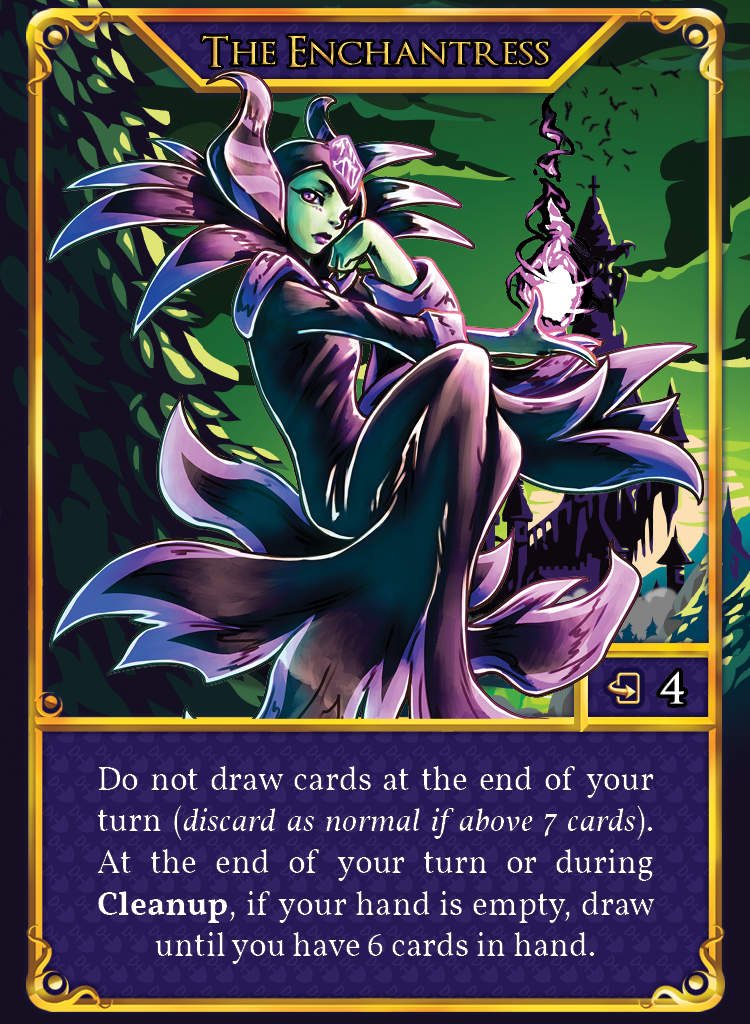 The Enchantress
4
Do not draw cards at the end of your
turn (discard as normal if above 7 cards).
At the end of your turn or during
Cleanup, if your hand is empty, draw
until you have 6 cards in hand.